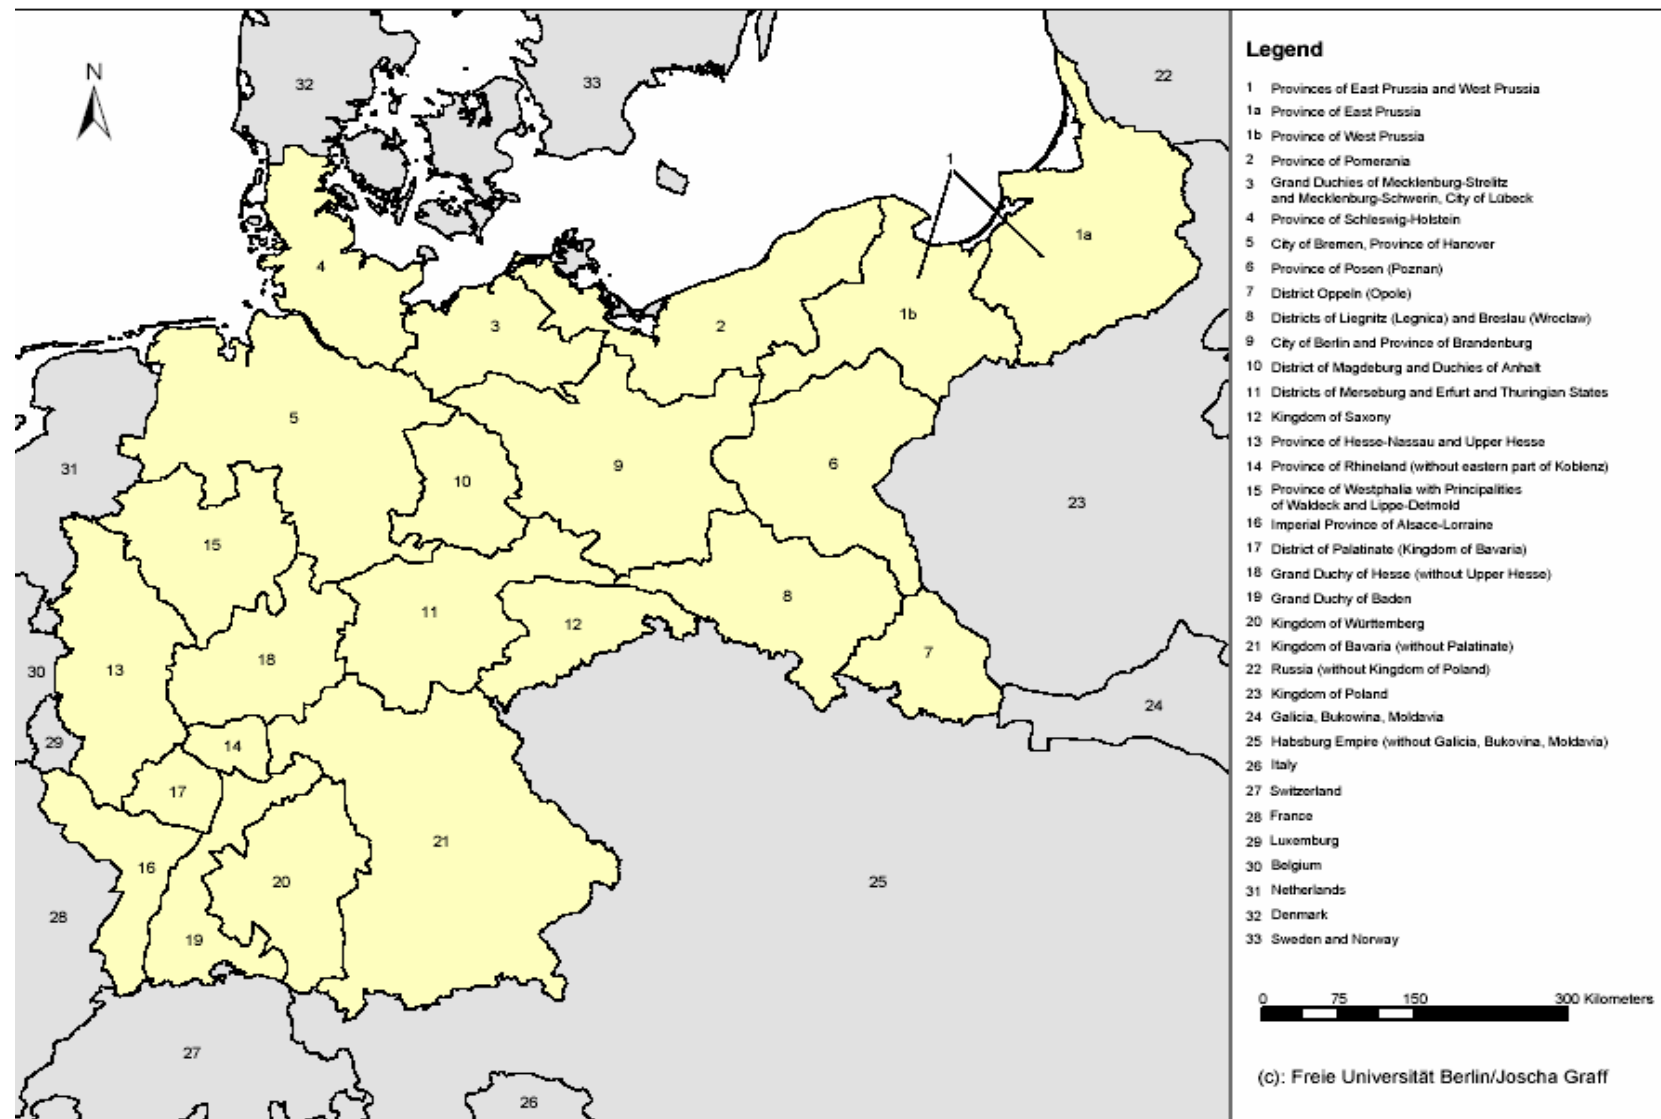 N
32
33
22
1
1a
4
3
2
1b
5
31
10
9
6
23
15
8
11
12
7
30
13
18
24
29
14
17
21
16
20
25
28
19
27
26
Legend
1 Provinces of East Prussia and West Prussia
1a Province of East Prussia
1b Province of West Prussia
2 Province of Pomerania
3 Grand Duchies of Mecklenburg-Strelitz
and Mecklenburg-Schwerin, City of Lübeck
4 Province of Schleswig-Holstein
5 City of Bremen, Province of Hanover
6 Province of Posen (Poznan)
7 District Oppeln (Opole)
8 Districts of Liegnitz (Legnica) and Breslau (Wroclaw)
9 City of Berlin and Province of Brandenburg
10 District of Magdeburg and Duchies of Anhalt
11 Districts of Merseburg and Erfurt and Thuringian States
12 Kingdom of Saxony
13 Province of Hesse-Nassau and Upper Hesse
14 Province of Rhineland (without eastern part of Koblenz)
15 Province of Westphalia with Principalities
of Waldeck and Lippe-Detmold
16 Imperial Province of Alsace-Lorraine
17 District of Palatinate (Kingdom of Bavaria)
18 Grand Duchy of Hesse (without Upper Hesse)
19 Grand Duchy of Baden
20 Kingdom of Württemberg
21 Kingdom of Bavaria (without Palatinate)
22 Russia (without Kingdom of Poland)
23 Kingdom of Poland
24 Galicia, Bukowina, Moldavia
25 Habsburg Empire (without Galicia, Bukovina, Moldavia)
26 Italy
27 Switzerland
28 France
29 Luxemburg
30 Belgium
31 Netherlands
32 Denmark
33 Sweden and Norway
0 75 150 300 Kilometers
(c): Freie Universität Berlin/Joscha Graff